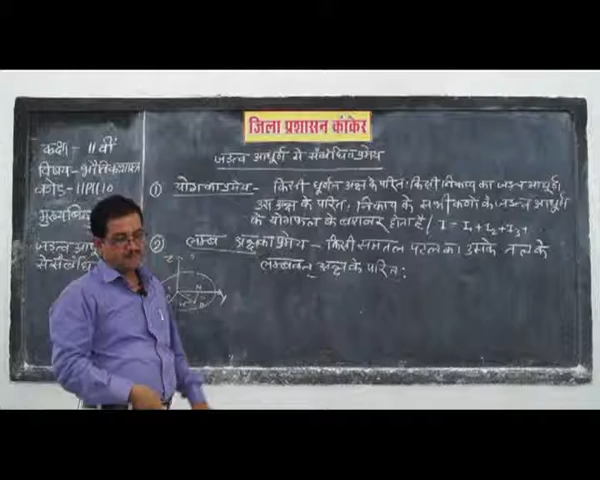 जिला प्रशासन कांकेर
जड़त्व आघूर्ण से संबंधित प्रमेय
कक्षा - 11वीं
विषय - भौतिकशास्त्र
कोड - 11P1110
जड़त्व
से संबंधि
① योग का प्रमेय - किसी घूर्णन अक्ष के परितः किसी निकाय का जड़त्व आघूर्ण
उस अक्ष के परितः, निकाय के सभी कणों के जड़त्व आघूर्ण
के योगफल के बराबर होता है / I = I₁ + I₂ + I₃ +
② लम्ब अक्ष का प्रमेय - किसी समतल पटल का उसके तल के
लम्बवत् अक्ष के परितः
Z
Y